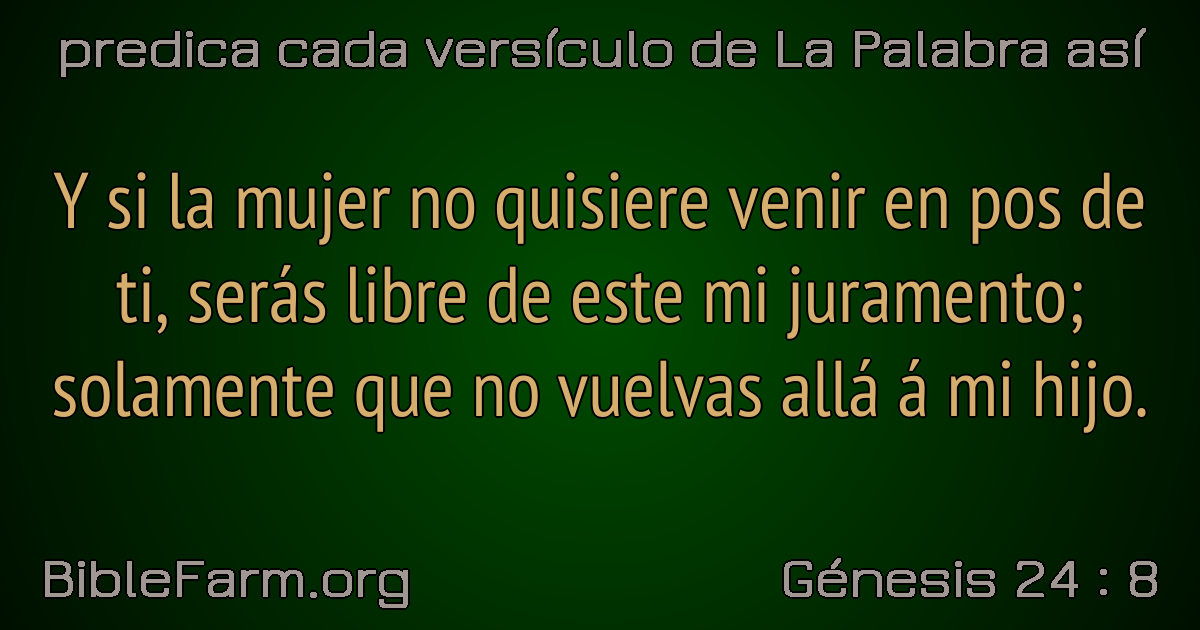 predica cada versículo de La Palabra así
Y si la mujer no quisiere venir en pos de
ti, serás libre de este mi juramento;
solamente que no vuelvas allá á mi hijo.
BibleFarm.org
Génesis 24 : 8